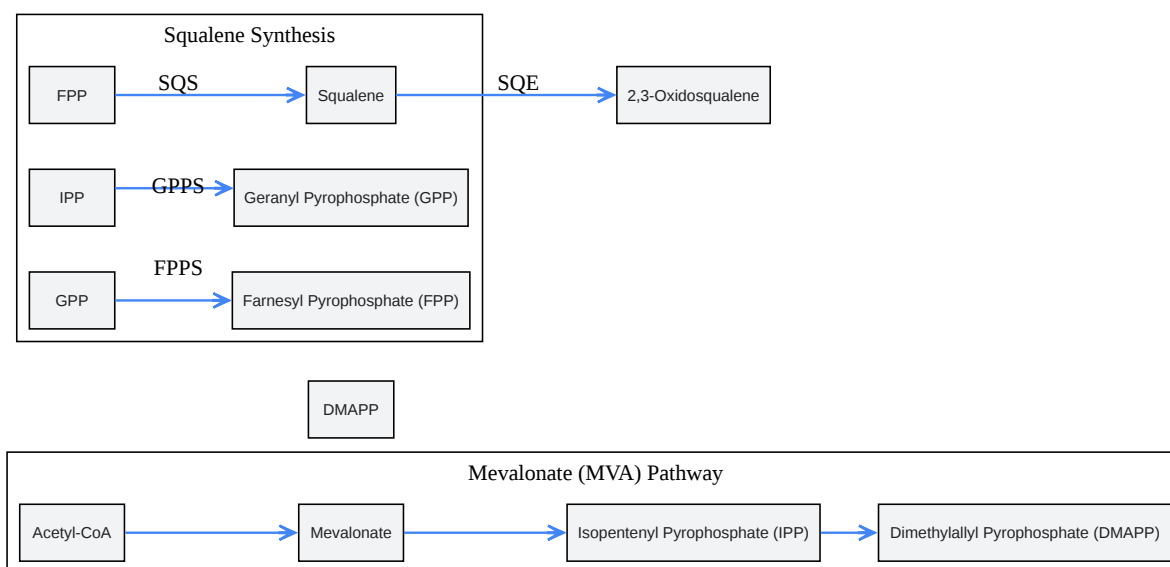 Squalene Synthesis
FPP
SQS
Squalene
SQE
2,3-Oxidosqualene
IPP
GPPS
Geranyl Pyrophosphate (GPP)
GPP
FPPS
Farnesyl Pyrophosphate (FPP)
DMAPP
Mevalonate (MVA) Pathway
Acetyl-CoA
Mevalonate
Isopentenyl Pyrophosphate (IPP)
Dimethylallyl Pyrophosphate (DMAPP)